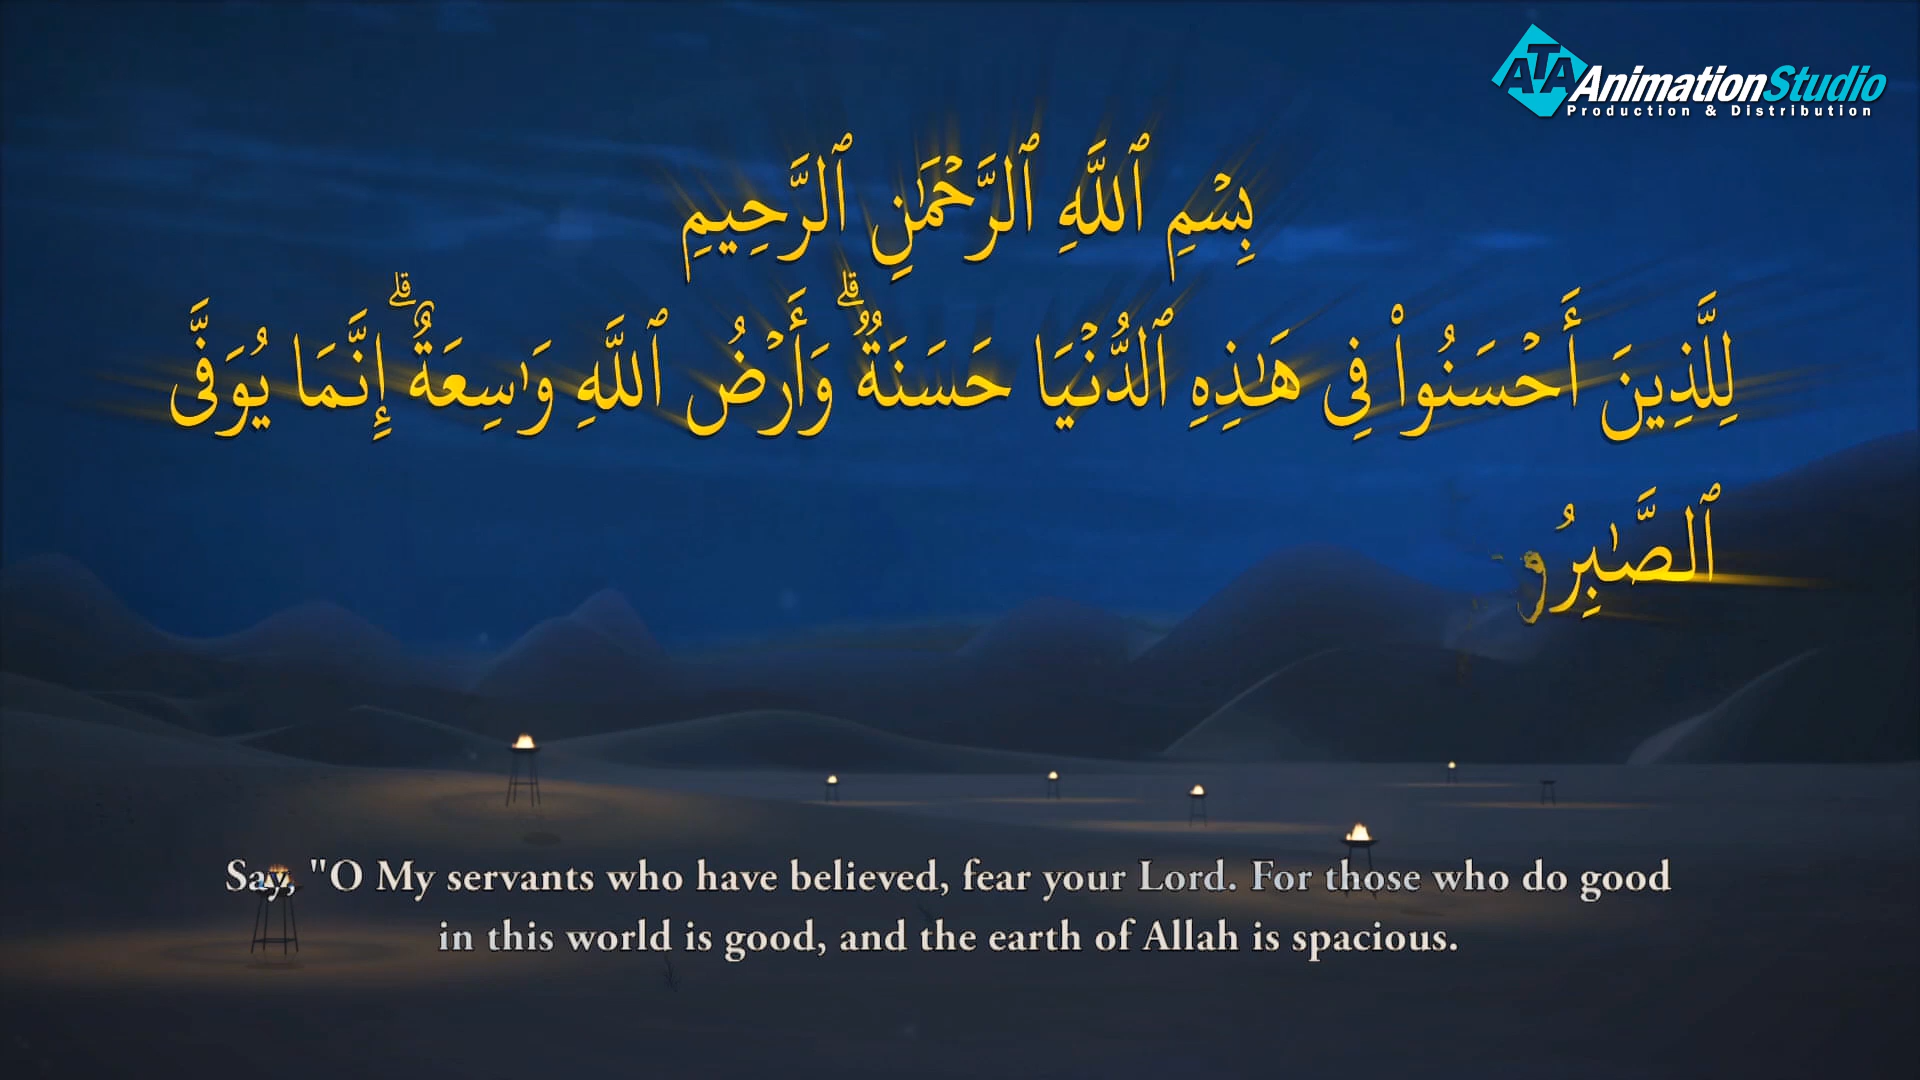 ATA AnimationStudio
Production & Distribution
بِسْمِ ٱللَّهِ ٱلرَّحْمَٰنِ ٱلرَّحِيمِ
لِلَّذِينَ أَحْسَنُوا۟ فِى هَٰذِهِ ٱلدُّنْيَا حَسَنَةٌۭ ۗ وَأَرْضُ ٱللَّهِ وَٰسِعَةٌ ۗ إِنَّمَا يُوَفَّى
ٱلصَّٰبِرُو
Say, "O My servants who have believed, fear your Lord. For those who do good
in this world is good, and the earth of Allah is spacious.